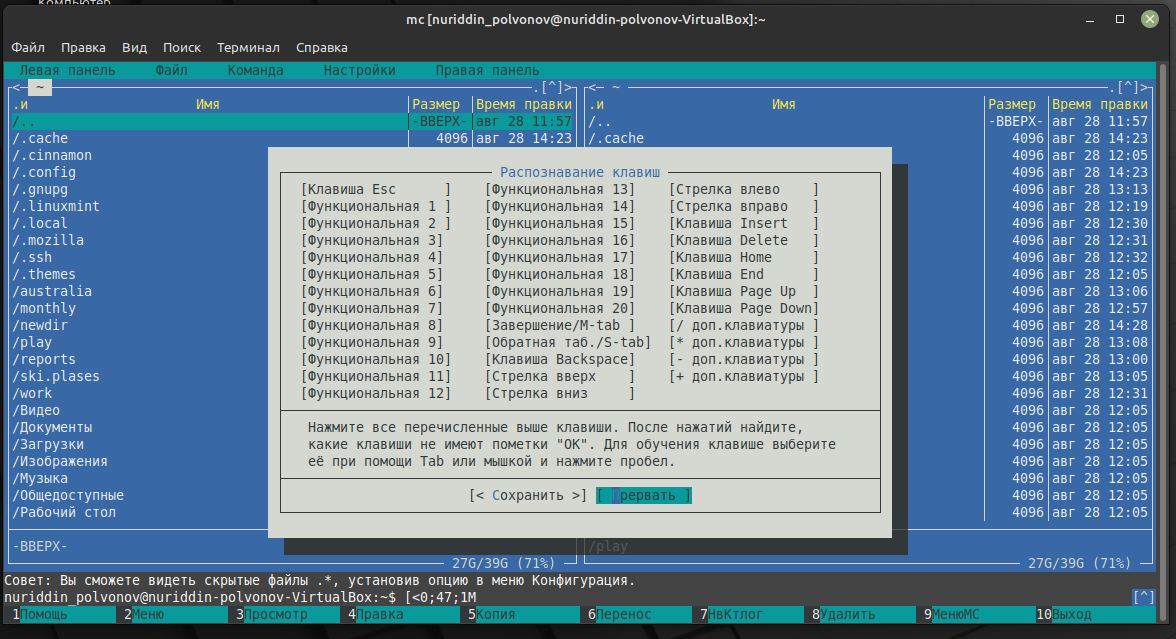 Компьютер
mc [nuriddin_polvonov@nuriddin-polvonov-VirtualBox]:~
Файл Правка Вид Поиск Терминал Справка
Левая панель Файл Команда Настройки Правая панель
<─ ~ ──.[^]> <─ ~ ──.[^]>
.и Имя Размер Время правки .и Имя Размер Время правки
/.. -ВВЕРХ- авг 28 11:57 /.. -ВВЕРХ- авг 28 11:57
/.cache 4096 авг 28 14:23 /.cache 4096 авг 28 14:23
/.cinnamon 4096 авг 28 12:05
/.config Распознавание клавиш 4096 авг 28 14:23
/.gnupg [Клавиша Esc ] [Функциональная 13] [Стрелка влево ] 4096 авг 28 13:13
/.linuxmint [Функциональная 1 ] [Функциональная 14] [Стрелка вправо ] 4096 авг 28 12:19
/.local [Функциональная 2 ] [Функциональная 15] [Клавиша Insert ] 4096 авг 28 12:30
/.mozilla [Функциональная 3] [Функциональная 16] [Клавиша Delete ] 4096 авг 28 12:31
/.ssh [Функциональная 4] [Функциональная 17] [Клавиша Home ] 4096 авг 28 12:32
/.themes [Функциональная 5] [Функциональная 18] [Клавиша End ] 4096 авг 28 12:05
/australia [Функциональная 6] [Функциональная 19] [Клавиша Page Up ] 4096 авг 28 13:06
/monthly [Функциональная 7] [Функциональная 20] [Клавиша Page Down] 4096 авг 28 12:57
/newdir [Функциональная 8] [Завершение/M-tab ] [/ доп.клавиатуры ] 4096 авг 28 14:28
/play [Функциональная 9] [Обратная таб./S-tab] [* доп.клавиатуры ] 4096 авг 28 13:08
/reports [Функциональная 10] [Клавиша Backspace] [- доп.клавиатуры ] 4096 авг 28 13:00
/ski.plases [Функциональная 11] [Стрелка вверх ] [+ доп.клавиатуры ] 4096 авг 28 13:05
/work [Функциональная 12] [Стрелка вниз ] 4096 авг 28 12:31
/Видео 4096 авг 28 12:05
/Документы Нажмите все перечисленные выше клавиши. После нажатий найдите, 4096 авг 28 12:05
/Загрузки какие клавиши не имеют пометки "OK". Для обучения клавише выберите 4096 авг 28 12:05
/Изображения её при помощи Tab или мышкой и нажмите пробел. 4096 авг 28 12:05
/Музыка 4096 авг 28 12:05
/Общедоступные [< Сохранить >] [ Прервать ] 4096 авг 28 12:05
/Рабочий стол 4096 авг 28 12:05
-ВВЕРХ- /play
27G/39G (71%) 27G/39G (71%)
Совет: Вы сможете видеть скрытые файлы .*, установив опцию в меню Конфигурация.
nuriddin_polvonov@nuriddin-polvonov-VirtualBox:~$ [<0;47;1M [^]
1Помощь 2Меню 3Просмотр 4Правка 5Копия 6Перенос 7НвКтлог 8Удалить 9МенюМС 10Выход